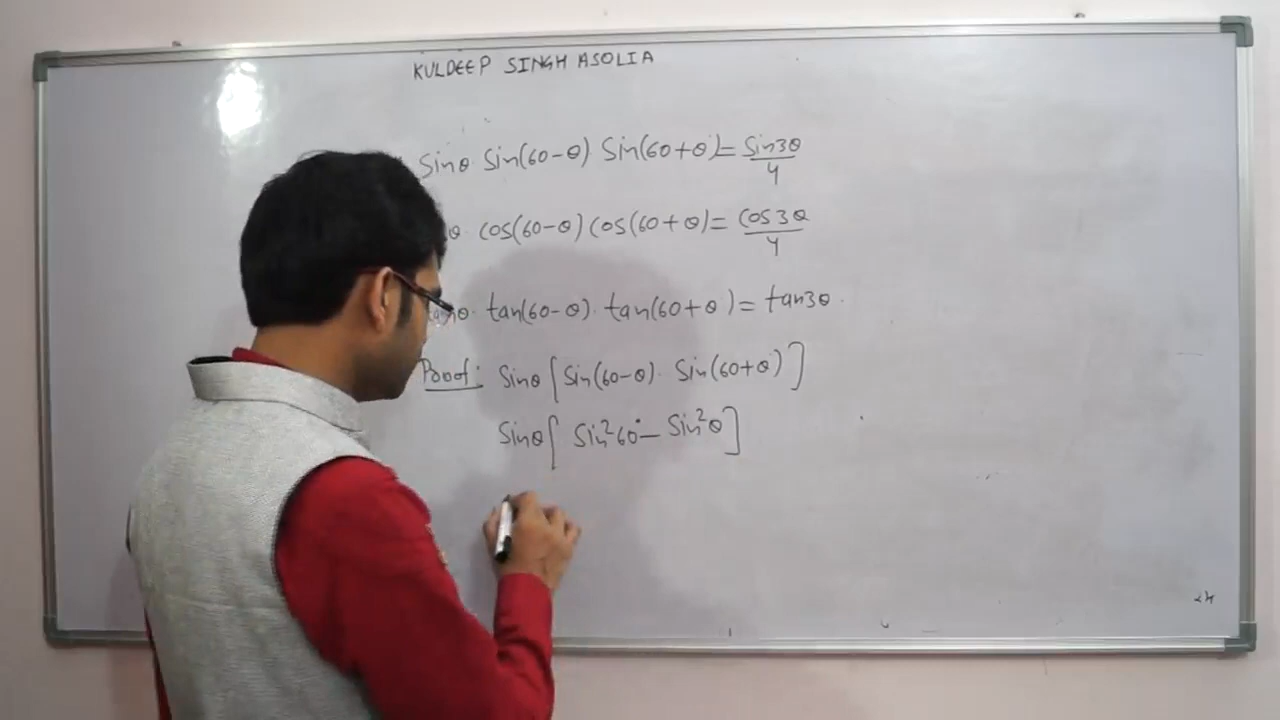 KULDEEP SINGH ASOLIA
Sinθ Sin(60-θ) Sin(60+θ)= Sin3θ/4
θ cos(60-θ) cos(60+θ)= cos3θ/4
tanθ. tan(60-θ). tan(60+θ) = tan3θ.
Proof: Sinθ [Sin(60-θ). Sin(60+θ)]
Sinθ[ Sin²60° - Sin²θ]